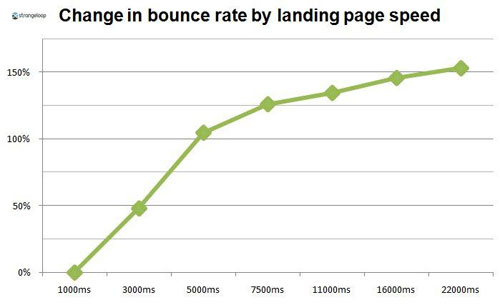 strangeloop
Change in bounce rate by landing page speed
150%
100%
50%
0%
1000ms
3000ms
5000ms
7500ms
11000ms
16000ms
22000ms